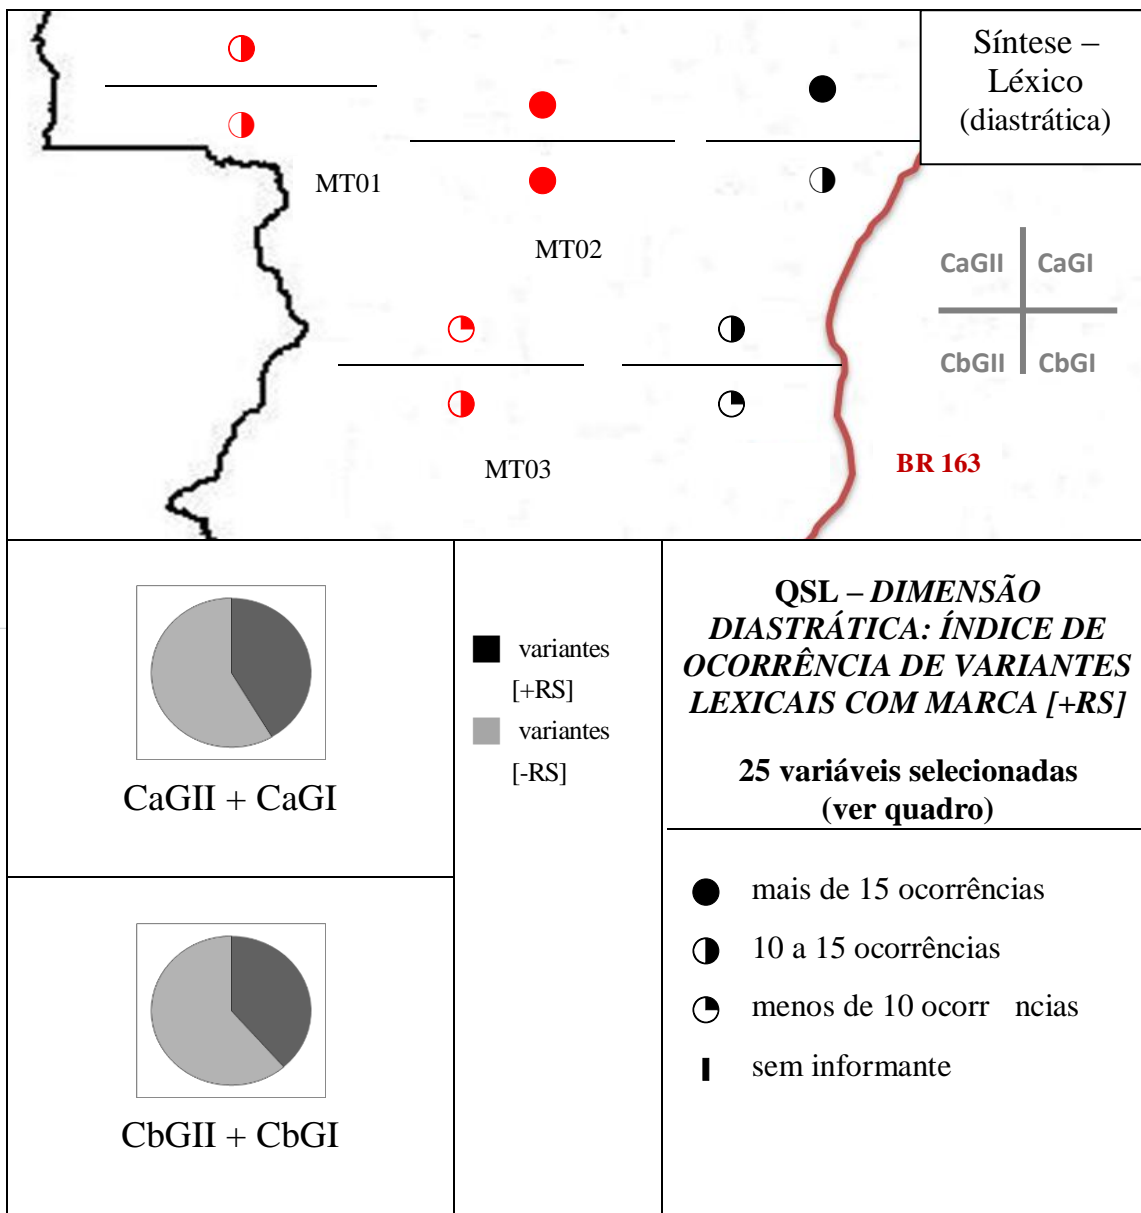 Síntese –
Léxico
(diastrática)
MT01
MT02
CaGII CaGI
CbGII CbGI
MT03
BR 163
CaGII + CaGI
CbGII + CbGI
variantes
[+RS]
variantes
[-RS]
QSL – DIMENSÃO
DIASTRÁTICA: ÍNDICE DE
OCORRÊNCIA DE VARIANTES
LEXICAIS COM MARCA [+RS]
25 variáveis selecionadas
(ver quadro)
mais de 15 ocorrências
10 a 15 ocorrências
menos de 10 ocorr ncias
sem informante